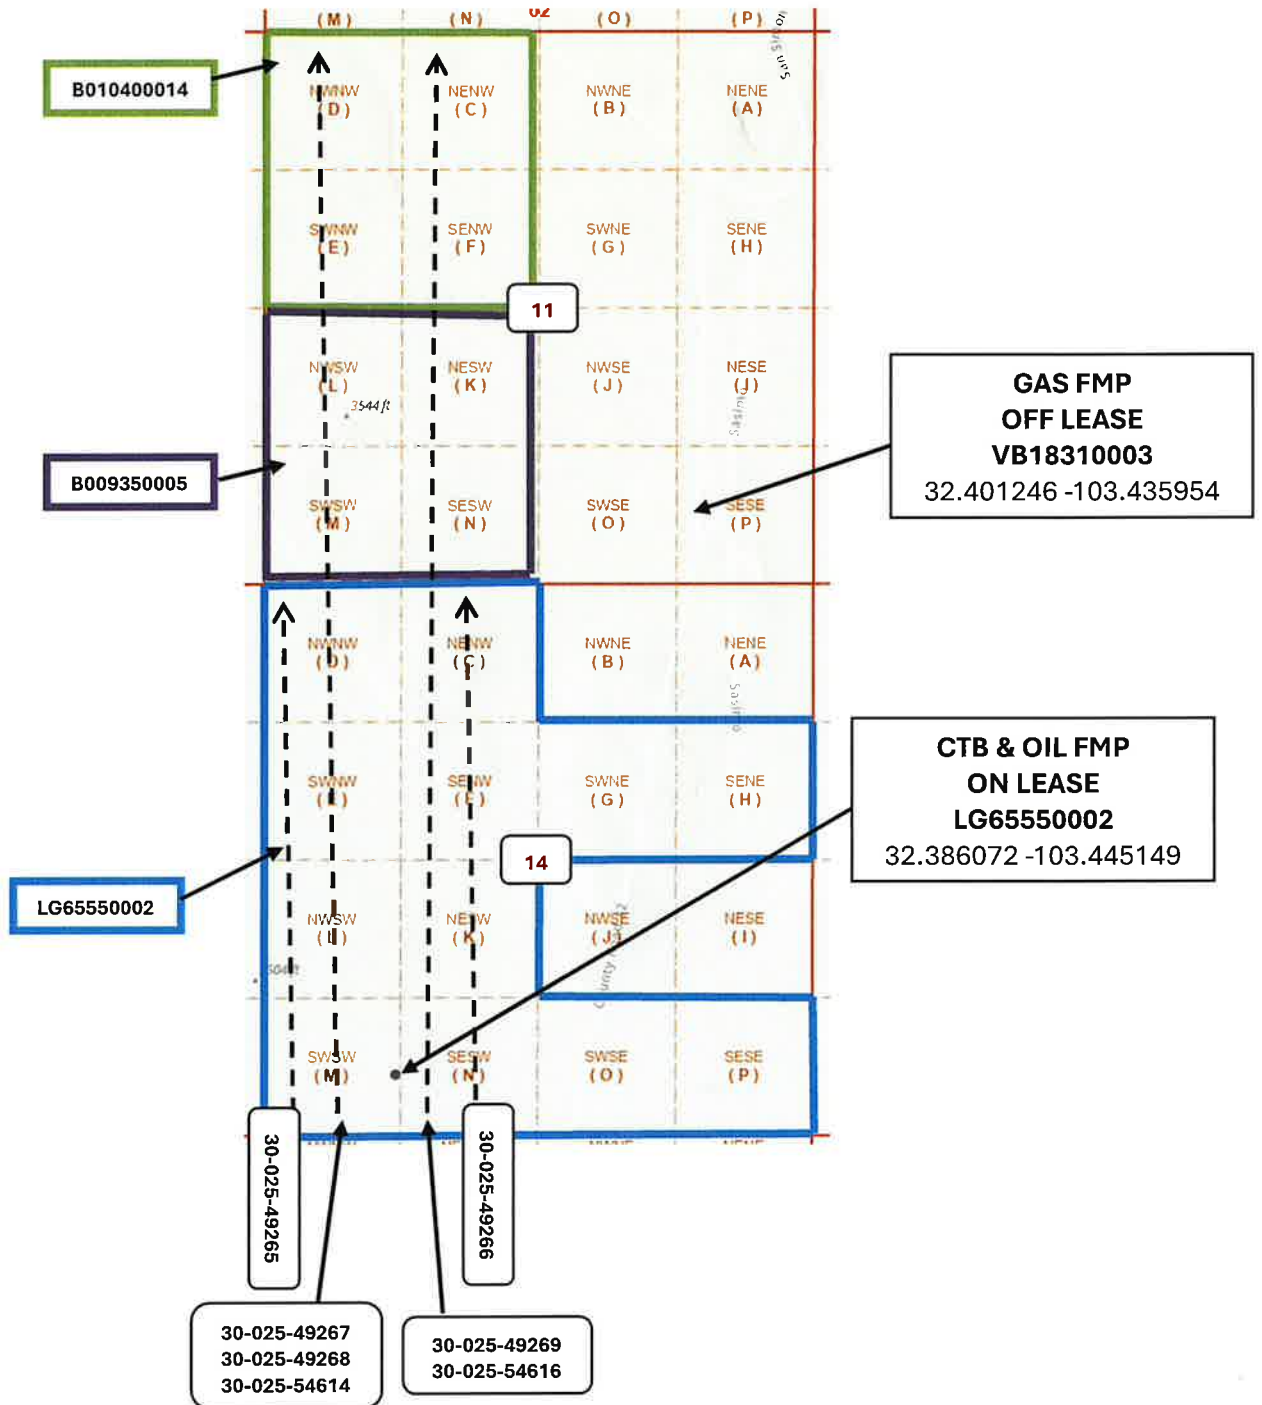 02
(M) (N) (O) (P)
San Simon
B010400014
NWNW NENW NWNE NENE
(D) (C) (B) (A)
SWNW SENW SWNE SENE
(E) (F) (G) (H)
11
NWSW NESW NWSE NESE
(L) (K) (J) (I)
3544 ft
GAS FMP
OFF LEASE
VB18310003
32.401246 -103.435954
B009350005
SWSW SESW SWSE SESE
(M) (N) (O) (P)
NWNW NENW NWNE NENE
(D) (C) (B) (A)
CTB & OIL FMP
ON LEASE
LG65550002
32.386072 -103.445149
SWNW SENW SWNE SENE
(E) (F) (G) (H)
14
LG65550002
NWSW NESW NWSE NESE
(L) (K) (J) (I)
County
SWSW SESW SWSE SESE
(M) (N) (O) (P)
30-025-49265
30-025-49266
30-025-49267
30-025-49268
30-025-54614
30-025-49269
30-025-54616